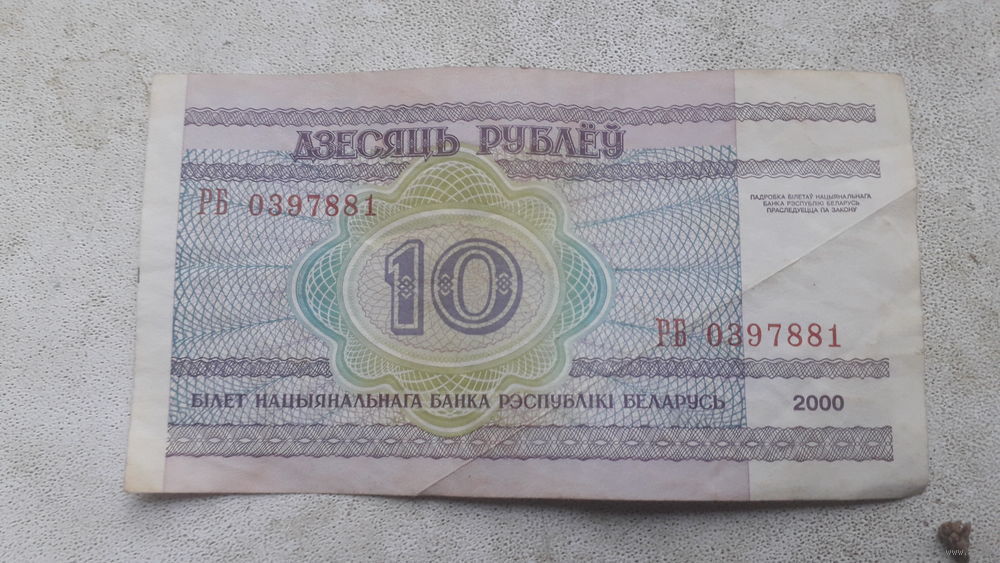 ДЗЕСЯЦЬ РУБЛЁЎ
РБ 0397881
ПАДРОБКА БІЛЕТАЎ НАЦЫЯНАЛЬНАГА
БАНКА РЭСПУБЛІКІ БЕЛАРУСЬ
ПРАСЛЕДУЕЦЦА ПА ЗАКОНУ
10
РБ 0397881
БІЛЕТ НАЦЫЯНАЛЬНАГА БАНКА РЭСПУБЛІКІ БЕЛАРУСЬ
2000